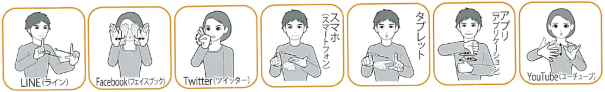 LINE(ライン)
Facebook(フェイスブック)
Twitter(ツイッター)
スマホ
(スマートフォン)
タブレット
アプリ
(アプリケーション)
YouTube(ユーチューブ)